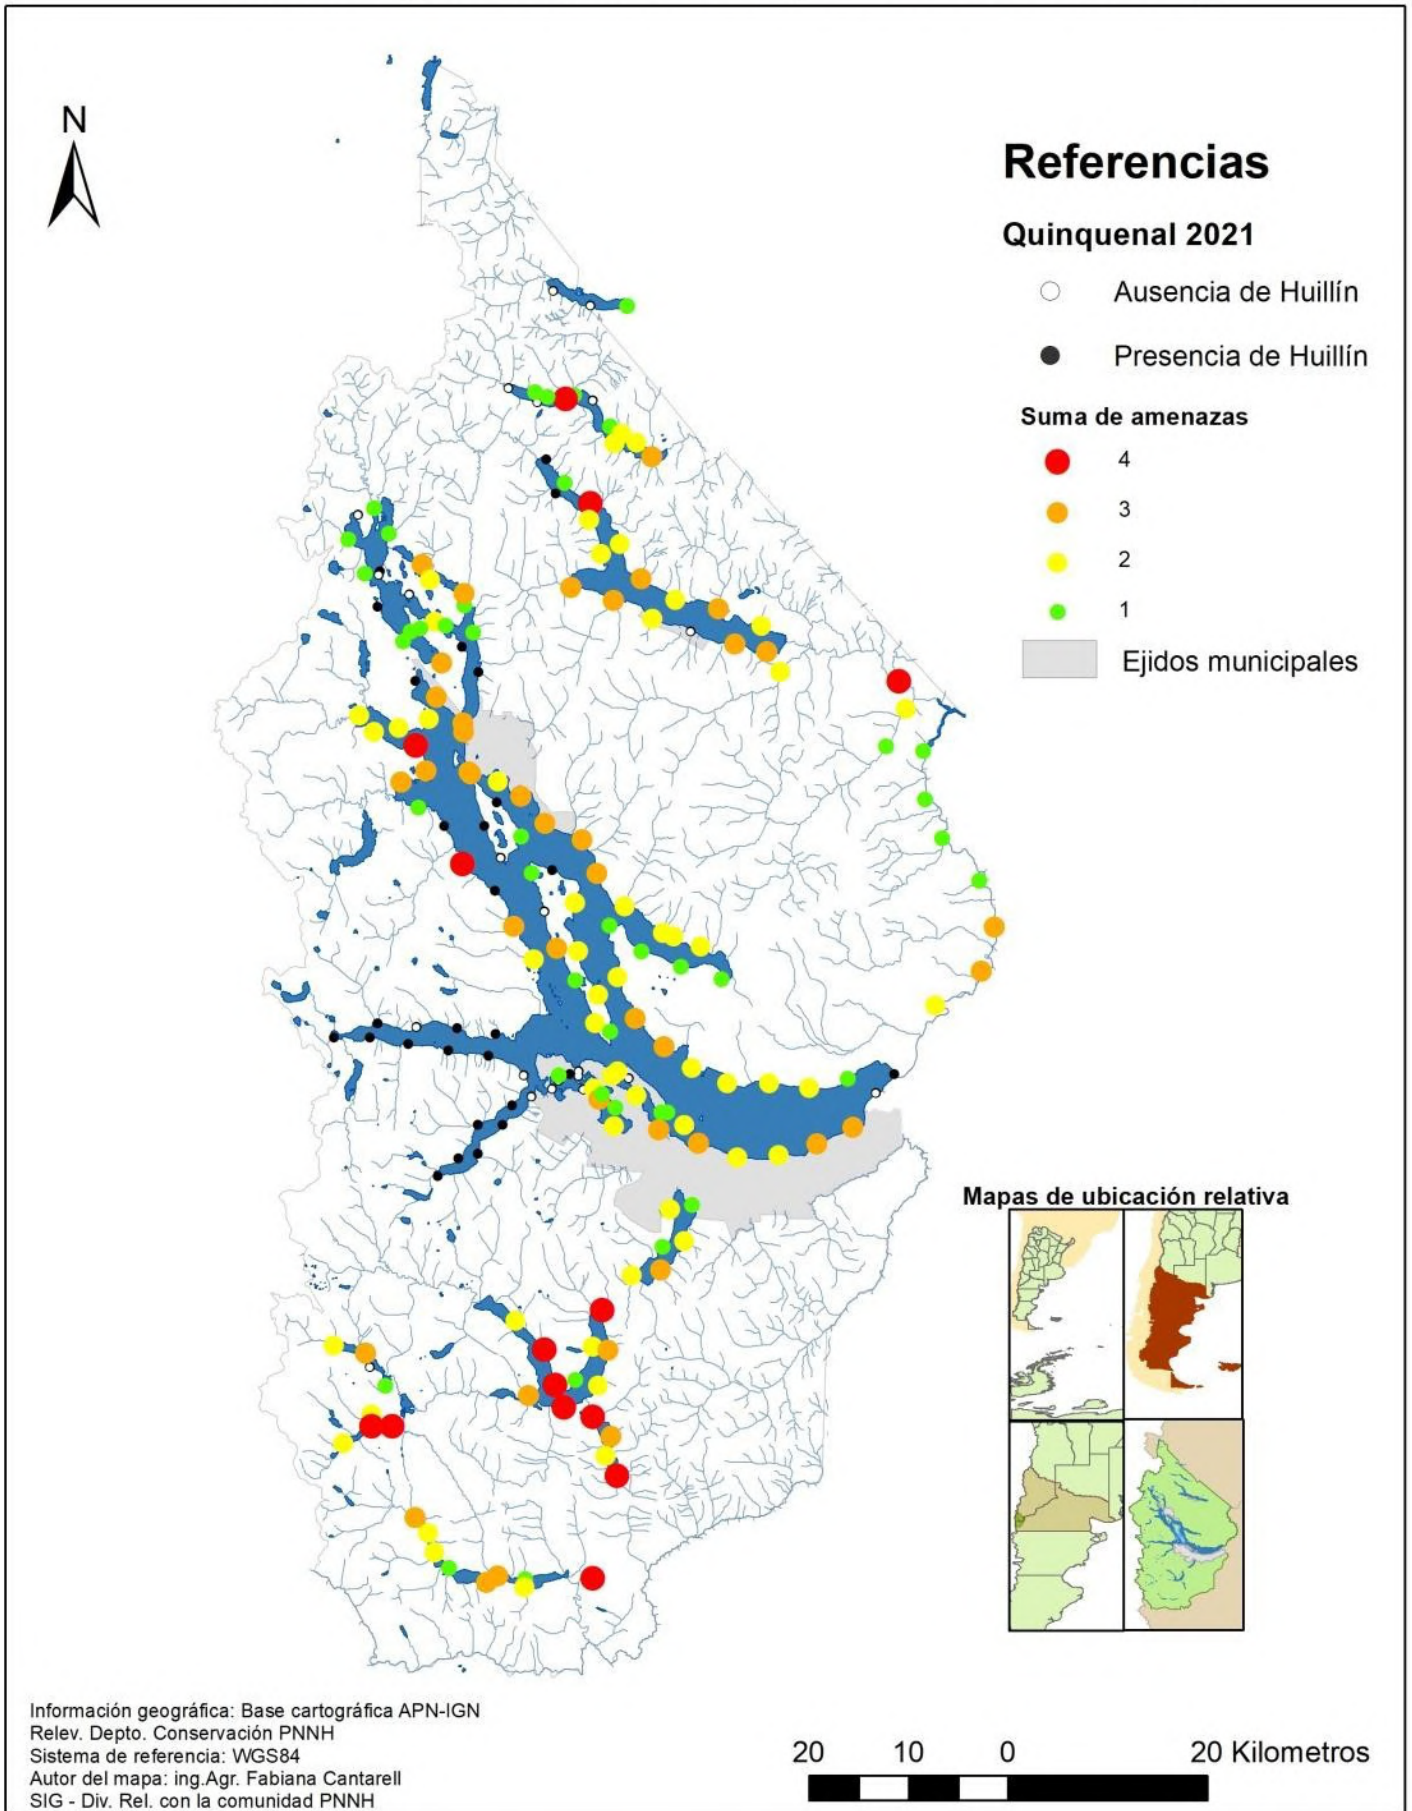 N
Referencias
Quinquenal 2021
Ausencia de Huillín
Presencia de Huillín
Suma de amenazas
4
3
2
1
Ejidos municipales
Mapas de ubicación relativa
Información geográfica: Base cartográfica APN-IGN
Relev. Depto. Conservación PNNH
Sistema de referencia: WGS84
Autor del mapa: ing.Agr. Fabiana Cantarell
SIG - Div. Rel. con la comunidad PNNH
20 10 0 20 Kilometros